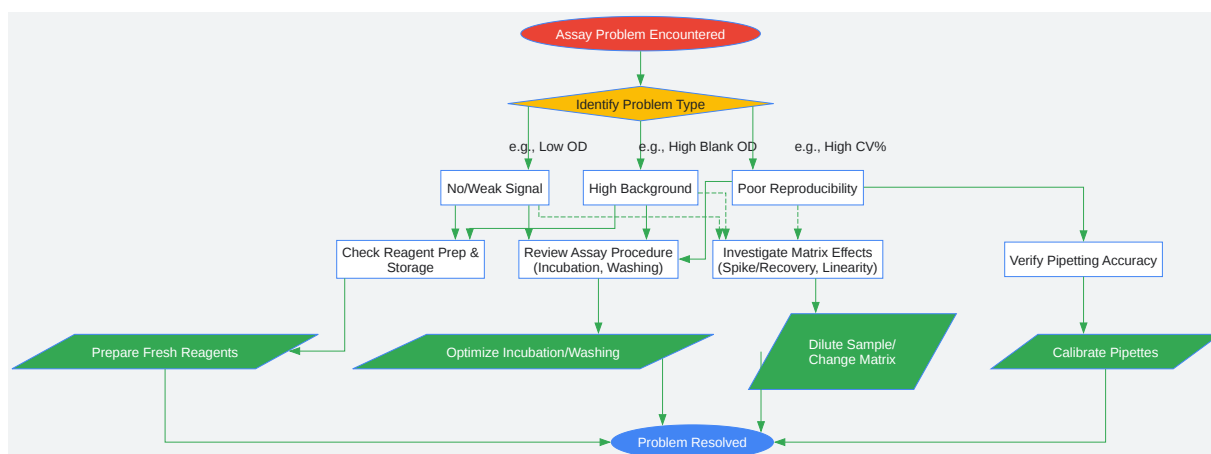 Assay Problem Encountered
Identify Problem Type
e.g., Low OD
e.g., High Blank OD
e.g., High CV%
No/Weak Signal
High Background
Poor Reproducibility
Check Reagent Prep &
Storage
Review Assay Procedure
(Incubation, Washing)
Investigate Matrix Effects
(Spike/Recovery, Linearity)
Verify Pipetting Accuracy
Prepare Fresh Reagents
Optimize Incubation/Washing
Dilute Sample/
Change Matrix
Calibrate Pipettes
Problem Resolved